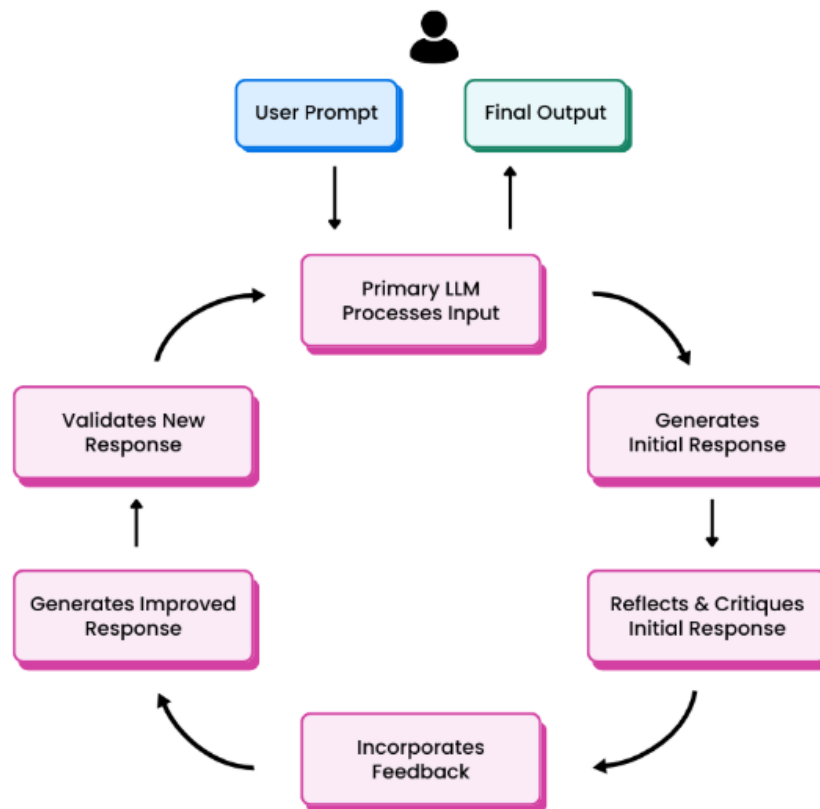 User Prompt
Final Output
Primary LLM
Processes Input
Validates New
Response
Generates
Initial Response
Generates Improved
Response
Reflects & Critiques
Initial Response
Incorporates
Feedback